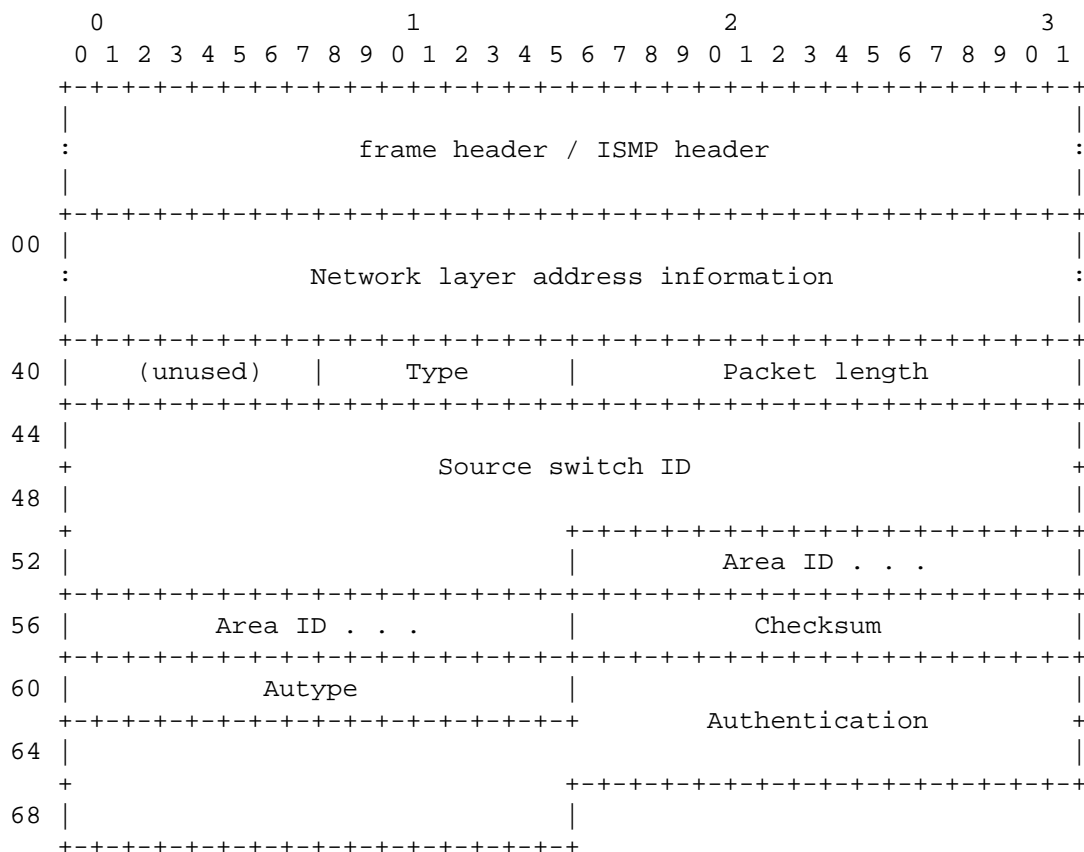 0                   1                   2                   3
      0 1 2 3 4 5 6 7 8 9 0 1 2 3 4 5 6 7 8 9 0 1 2 3 4 5 6 7 8 9 0 1
     +-+-+-+-+-+-+-+-+-+-+-+-+-+-+-+-+-+-+-+-+-+-+-+-+-+-+-+-+-+-+-+-+
     |                                                               |
     :                  frame header / ISMP header                   :
     |                                                               |
     +-+-+-+-+-+-+-+-+-+-+-+-+-+-+-+-+-+-+-+-+-+-+-+-+-+-+-+-+-+-+-+-+
  00 |                                                               |
     :               Network layer address information               :
     |                                                               |
     +-+-+-+-+-+-+-+-+-+-+-+-+-+-+-+-+-+-+-+-+-+-+-+-+-+-+-+-+-+-+-+-+
  40 |    (unused)   |     Type      |         Packet length         |
     +-+-+-+-+-+-+-+-+-+-+-+-+-+-+-+-+-+-+-+-+-+-+-+-+-+-+-+-+-+-+-+-+
  44 |                                                               |
     +                       Source switch ID                        +
  48 |                                                               |
     +                               +-+-+-+-+-+-+-+-+-+-+-+-+-+-+-+-+
  52 |                               |         Area ID . . .         |
     +-+-+-+-+-+-+-+-+-+-+-+-+-+-+-+-+-+-+-+-+-+-+-+-+-+-+-+-+-+-+-+-+
  56 |         Area ID . . .         |           Checksum            |
     +-+-+-+-+-+-+-+-+-+-+-+-+-+-+-+-+-+-+-+-+-+-+-+-+-+-+-+-+-+-+-+-+
  60 |            Autype             |                               |
     +-+-+-+-+-+-+-+-+-+-+-+-+-+-+-+-+        Authentication         +
  64 |                                                               |
     +                               +-+-+-+-+-+-+-+-+-+-+-+-+-+-+-+-+
  68 |                               |
     +-+-+-+-+-+-+-+-+-+-+-+-+-+-+-+-+